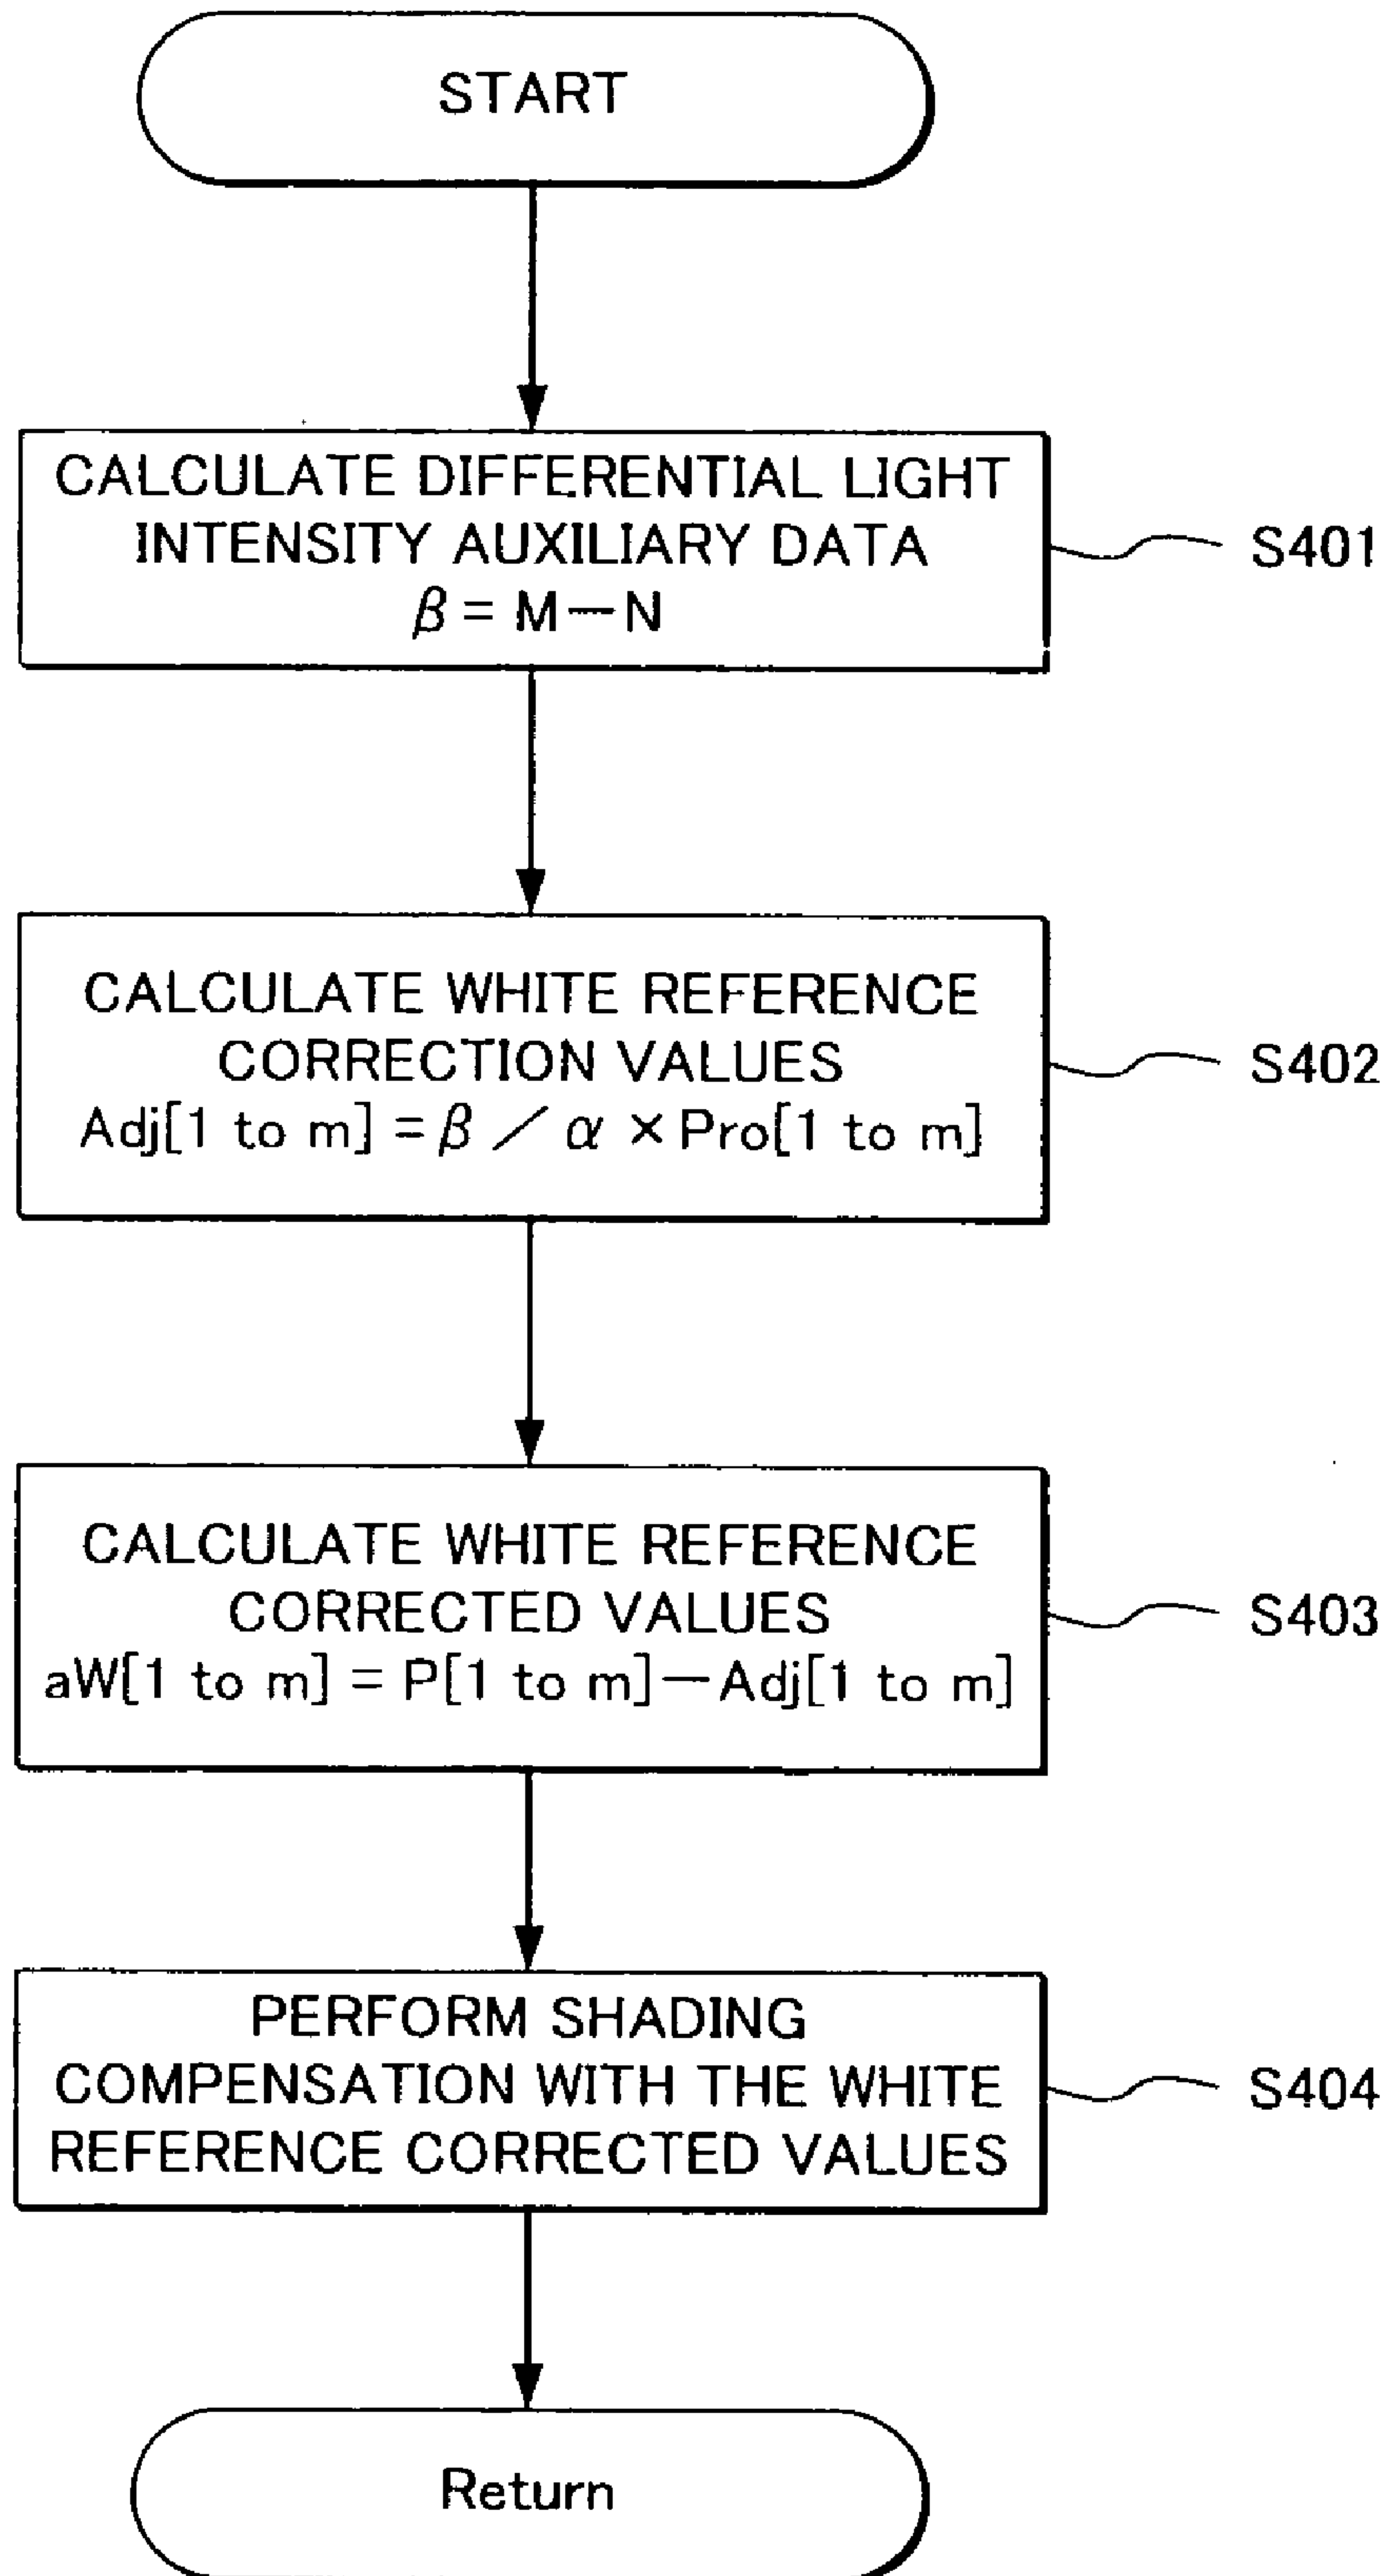 START
CALCULATE DIFFERENTIAL LIGHT
INTENSITY AUXILIARY DATA
β = M－N
S401
CALCULATE WHITE REFERENCE
CORRECTION VALUES
Adj[1 to m] = β ／ α × Pro[1 to m]
S402
CALCULATE WHITE REFERENCE
CORRECTED VALUES
aW[1 to m] = P[1 to m]－Adj[1 to m]
S403
PERFORM SHADING
COMPENSATION WITH THE WHITE
REFERENCE CORRECTED VALUES
S404
Return